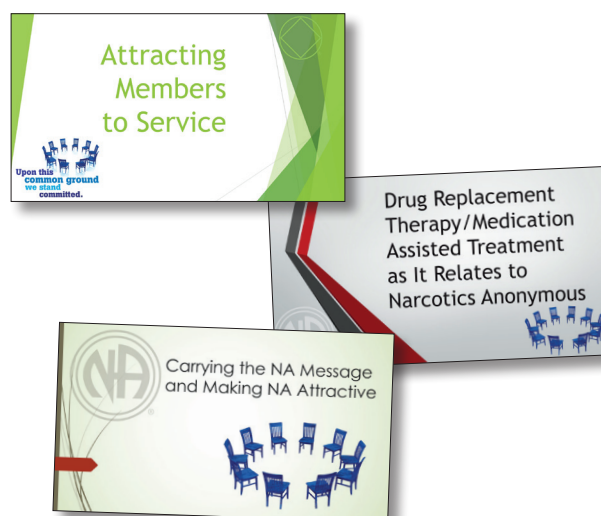 Attracting
Members
to Service
Upon this
common ground
we stand
committed.
Drug Replacement
Therapy/Medication
Assisted Treatment
as It Relates to
Narcotics Anonymous
NA
®
Carrying the NA Message
and Making NA Attractive